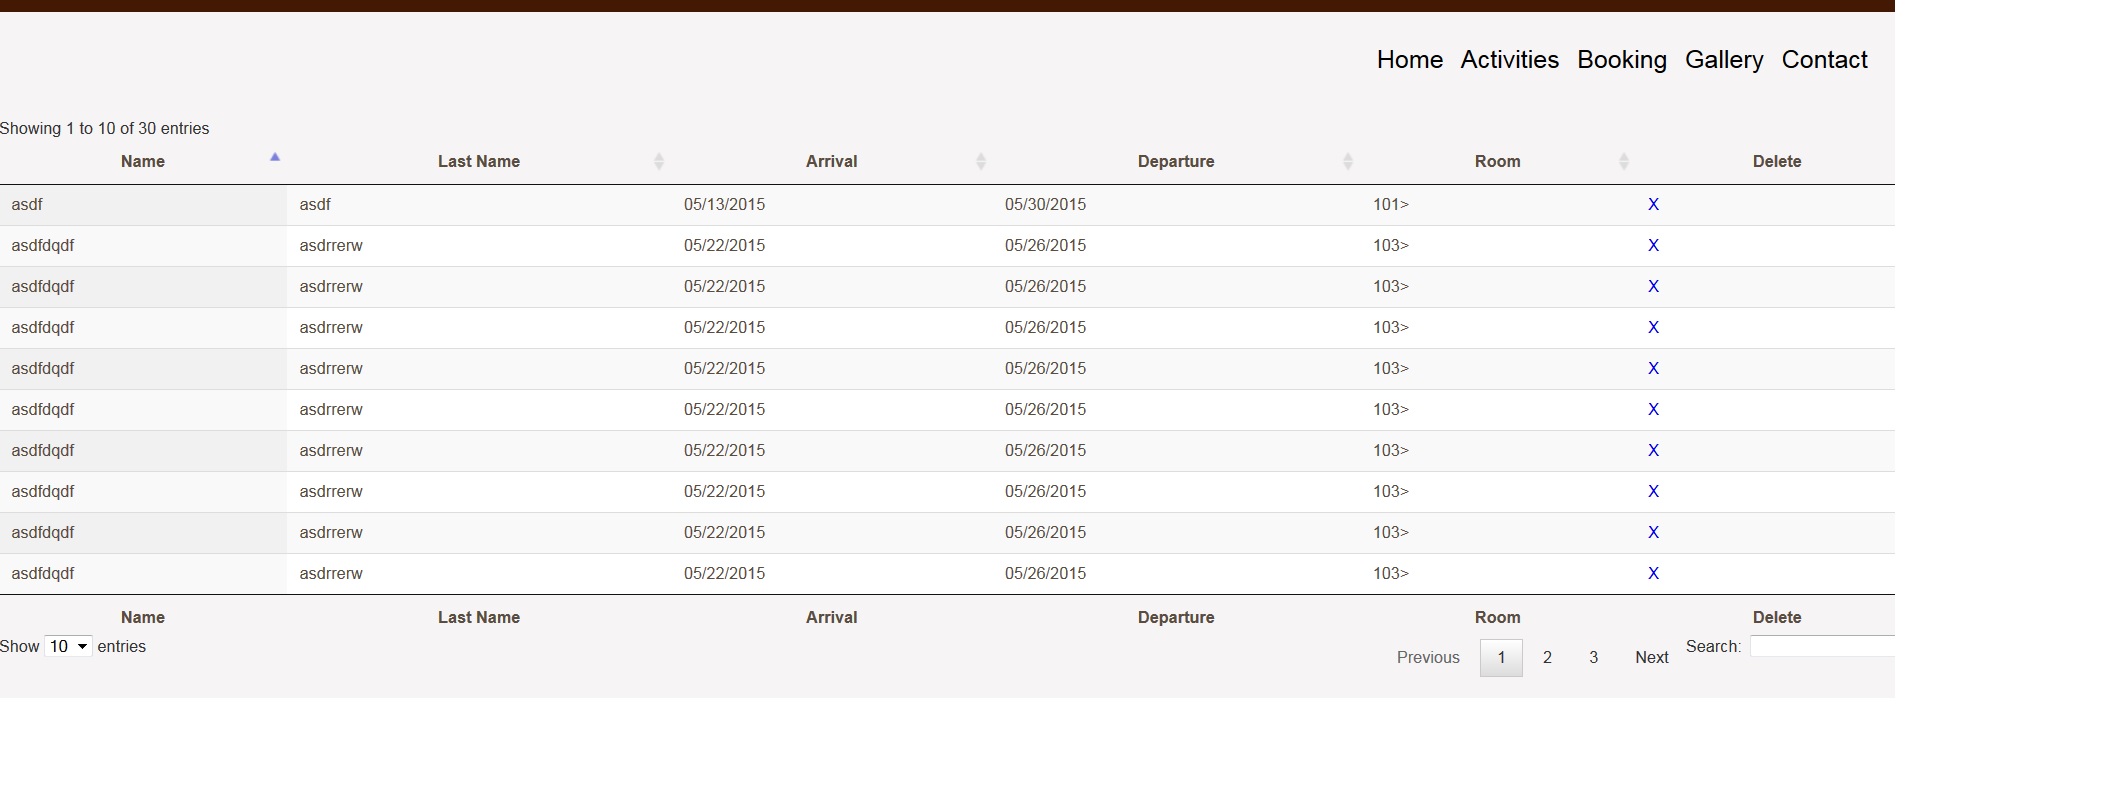 Home Activities Booking Gallery Contact
Showing 1 to 10 of 30 entries
Name Last Name Arrival Departure Room Delete
asdf asdf 05/13/2015 05/30/2015 101> X
asdfdqdf asdrrerw 05/22/2015 05/26/2015 103> X
asdfdqdf asdrrerw 05/22/2015 05/26/2015 103> X
asdfdqdf asdrrerw 05/22/2015 05/26/2015 103> X
asdfdqdf asdrrerw 05/22/2015 05/26/2015 103> X
asdfdqdf asdrrerw 05/22/2015 05/26/2015 103> X
asdfdqdf asdrrerw 05/22/2015 05/26/2015 103> X
asdfdqdf asdrrerw 05/22/2015 05/26/2015 103> X
asdfdqdf asdrrerw 05/22/2015 05/26/2015 103> X
asdfdqdf asdrrerw 05/22/2015 05/26/2015 103> X
Name Last Name Arrival Departure Room Delete
Show 10 entries Previous 1 2 3 Next Search: